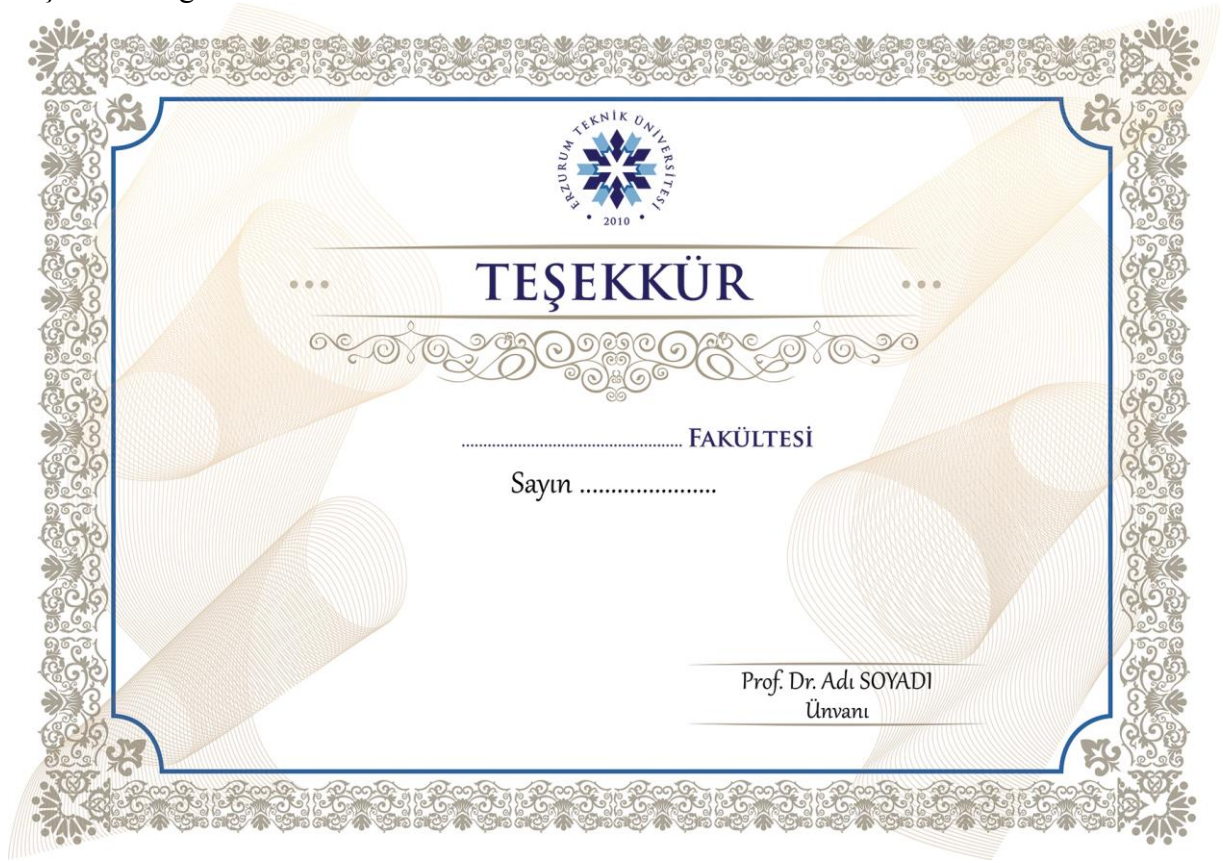 ERZURUM TEKNİK ÜNİVERSİTESİ
• 2010 •
TEŞEKKÜR
....................................................... FAKÜLTESİ
Sayın ......................
Prof. Dr. Adı SOYADI
Ünvanı